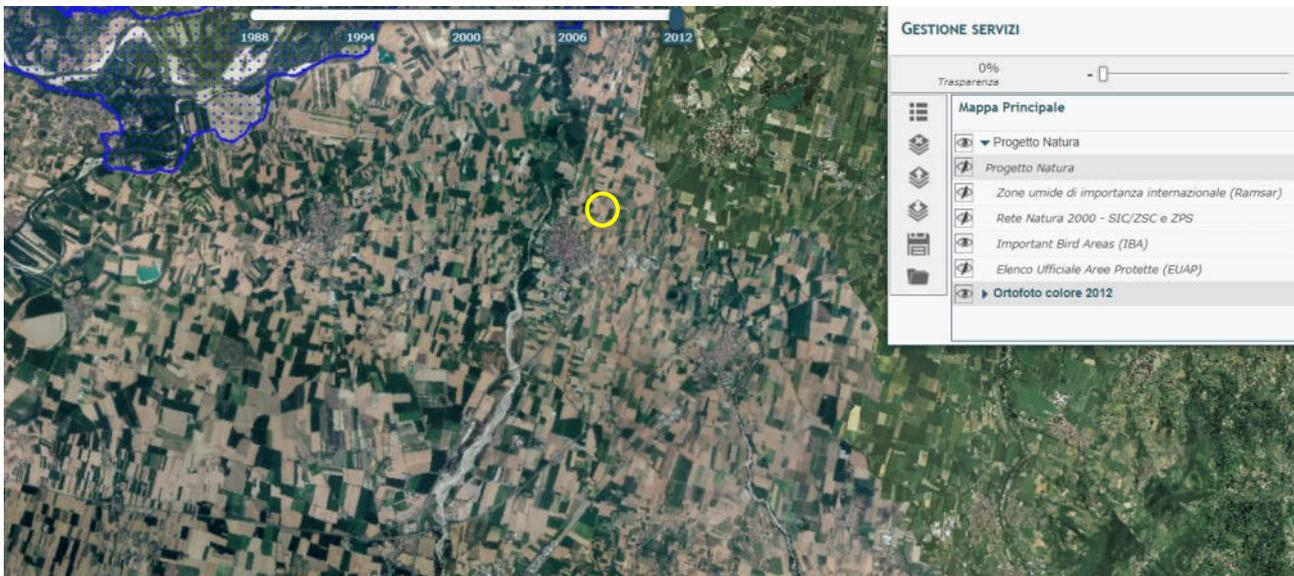 1988 1994 2000 2006 2012
GESTIONE SERVIZI
0%
Trasparenza
-
Mappa Principale
Progetto Natura
Progetto Natura
Zone umide di importanza internazionale (Ramsar)
Rete Natura 2000 - SIC/ZSC e ZPS
Important Bird Areas (IBA)
Elenco Ufficiale Aree Protette (EUAP)
Ortofoto colore 2012